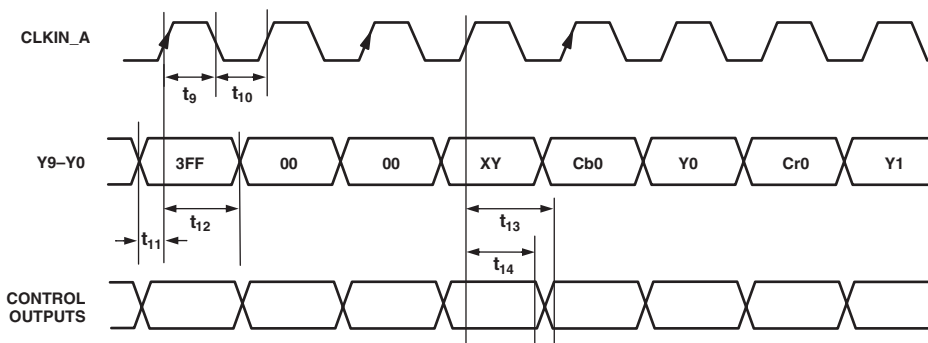 CLKIN_A
t9
t10
Y9–Y0
3FF
00
00
XY
Cb0
Y0
Cr0
Y1
t11
t12
t13
t14
CONTROL
OUTPUTS